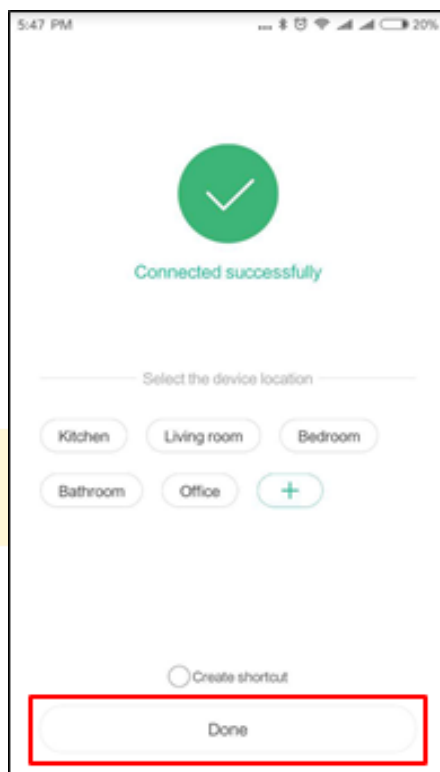 5:47 PM ... 20%
Connected successfully
Select the device location
Kitchen Living room Bedroom
Bathroom Office +
Create shortcut
Done